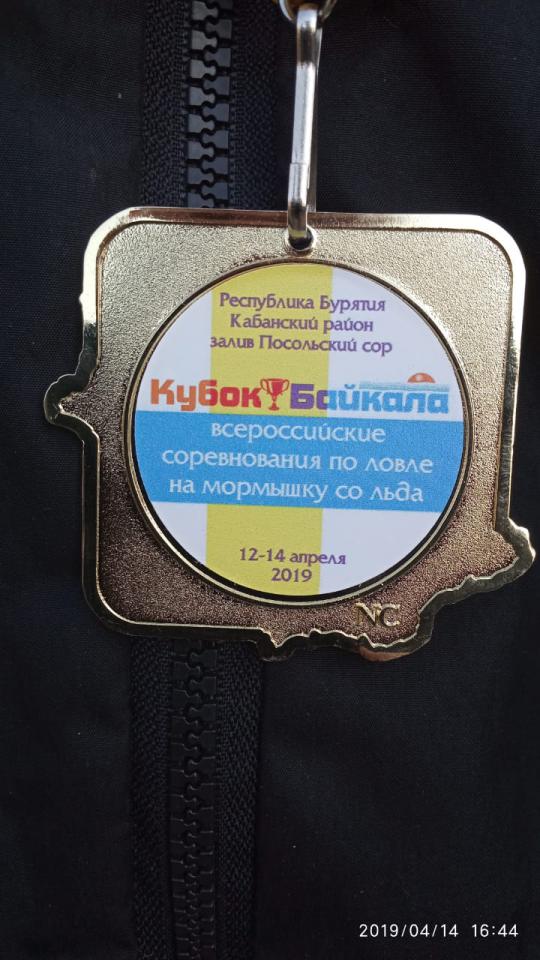 Республика Бурятия
Кабанский район
залив Посольский сор
Кубок Байкала
всероссийские
соревнования по ловле
на мормышку со льда
12-14 апреля
2019
NC
2019/04/14 16:44